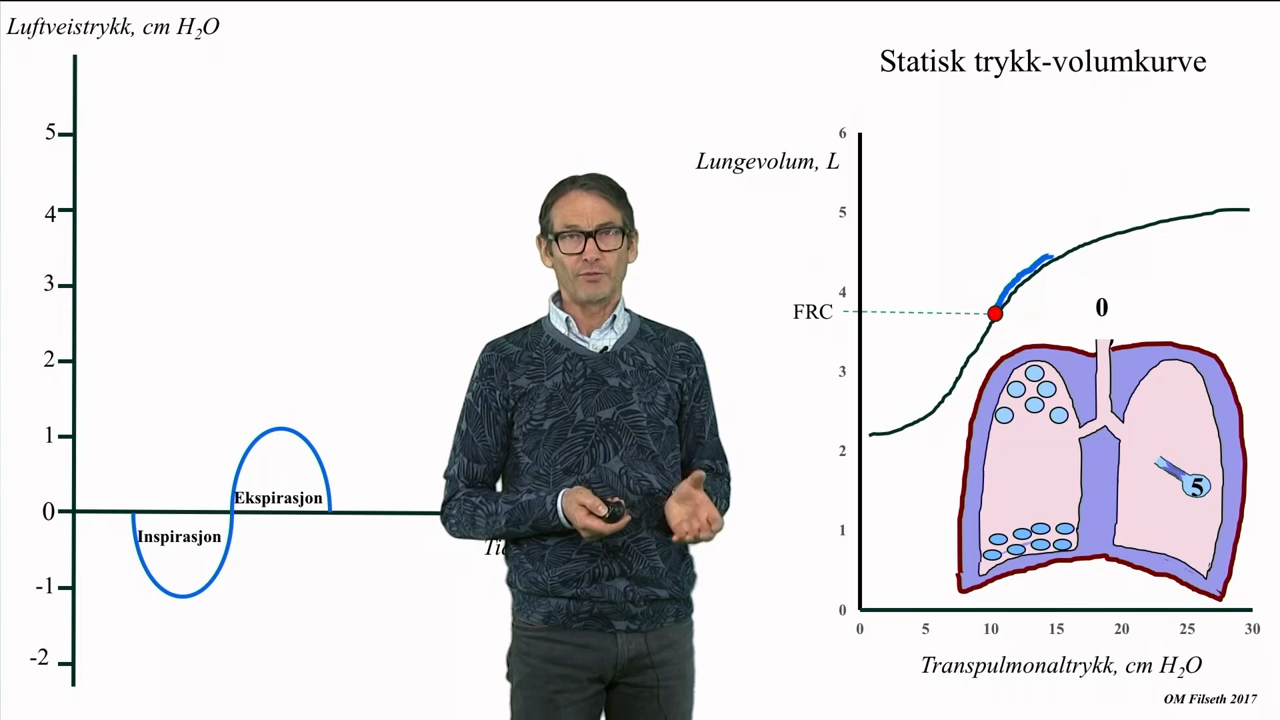 Luftveistrykk, cm H₂O
5
4
3
2
1
0
-1
-2
Inspirasjon
Ekspirasjon
Statisk trykk-volumkurve
Lungevolum, L
6
5
4
3
2
1
0
FRC
0
5
0 5 10 15 20 25 30
Transpulmonaltrykk, cm H₂O
OM Filseth 2017